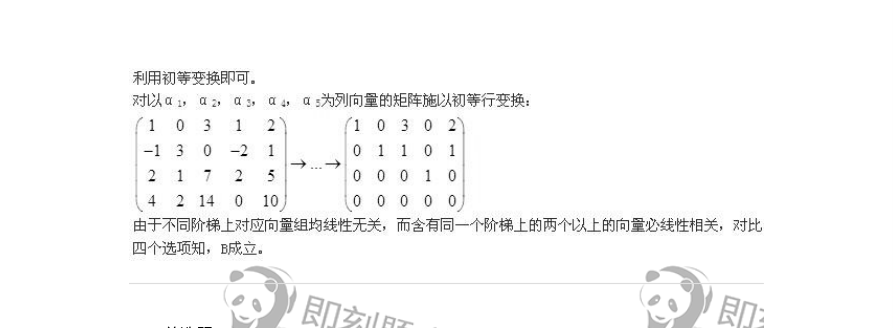 利用初等变换即可。
对以α1，α2，α3，α4，α5为列向量的矩阵施以初等行变换：
1 0 3 1 2 1 0 3 0 2
-1 3 0 -2 1 0 1 1 0 1
→...→
2 1 7 2 5 0 0 0 1 0
4 2 14 0 10 0 0 0 0 0
由于不同阶梯上对应向量组均线性无关，而含有同一个阶梯上的两个以上的向量必线性相关，对比
四个选项知，B成立。